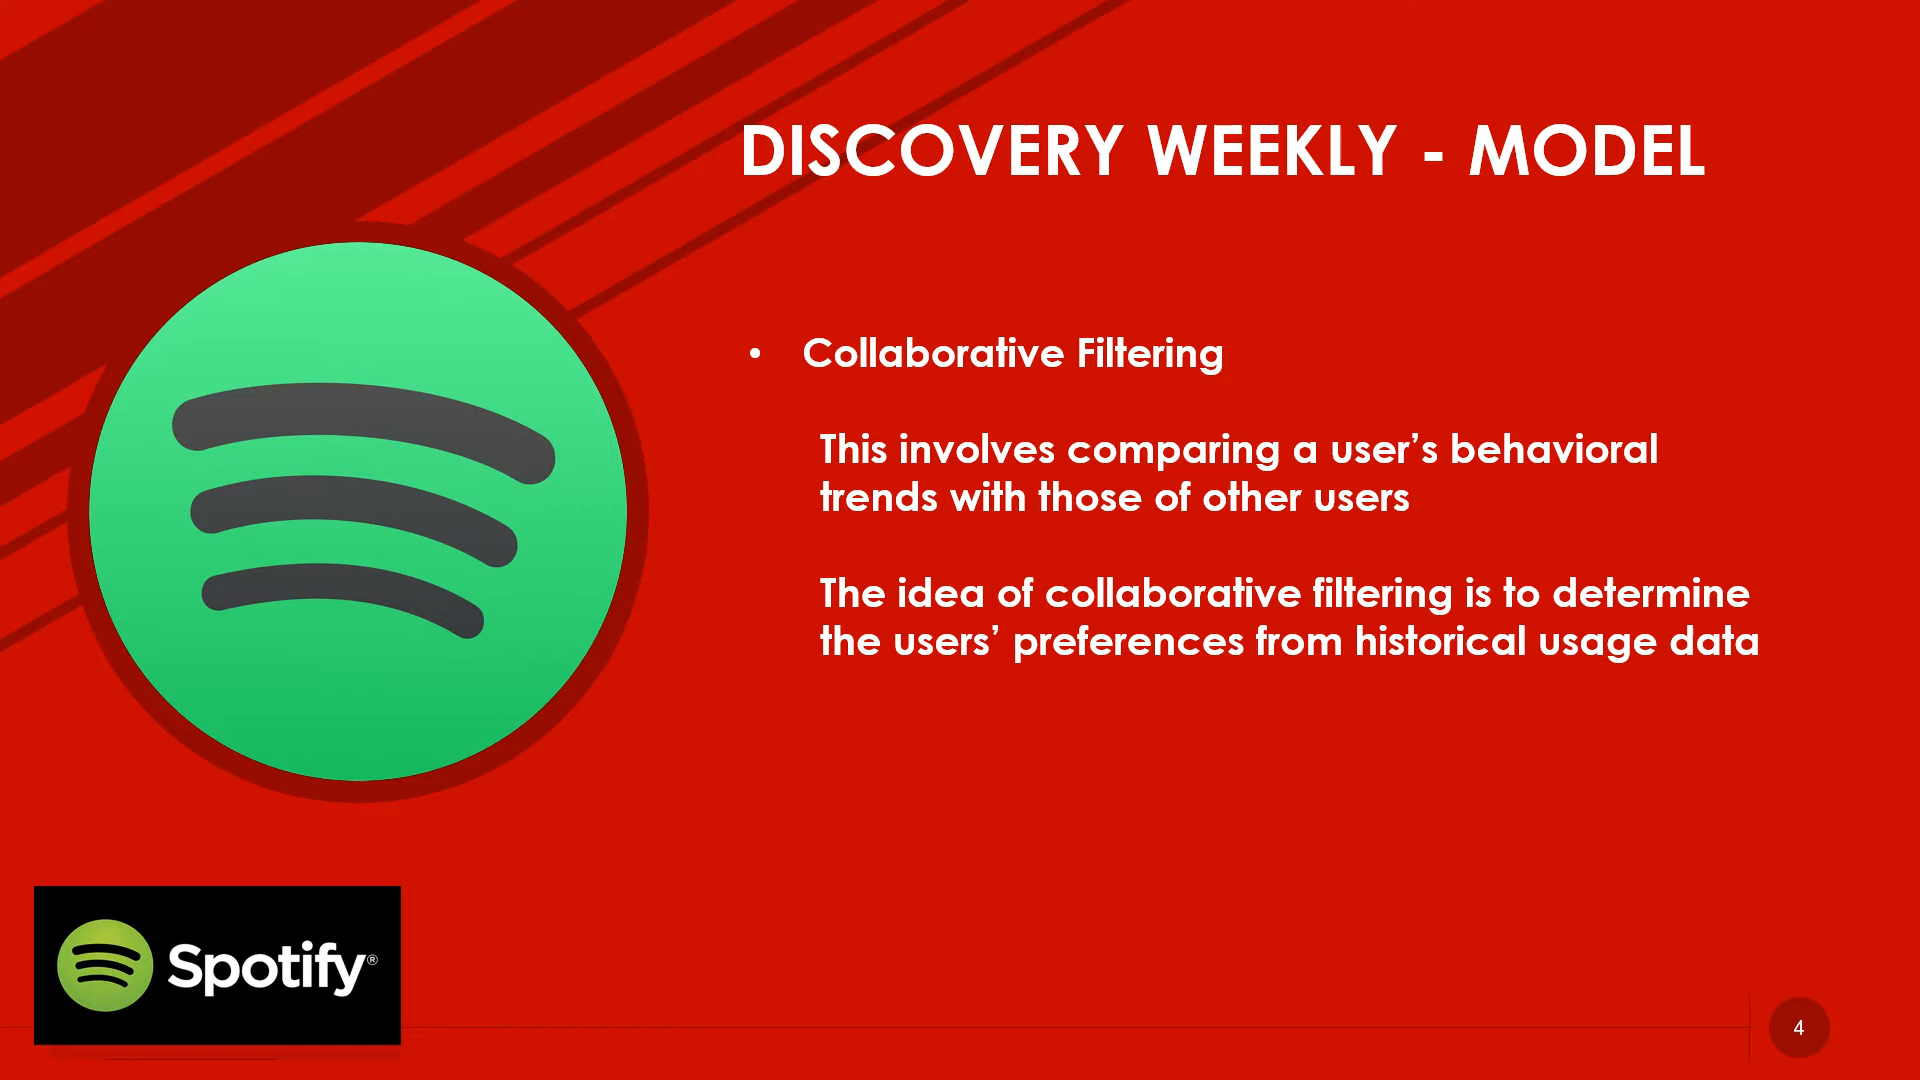 DISCOVERY WEEKLY - MODEL
• Collaborative Filtering
This involves comparing a user’s behavioral
trends with those of other users
The idea of collaborative filtering is to determine
the users’ preferences from historical usage data
Spotify®
4